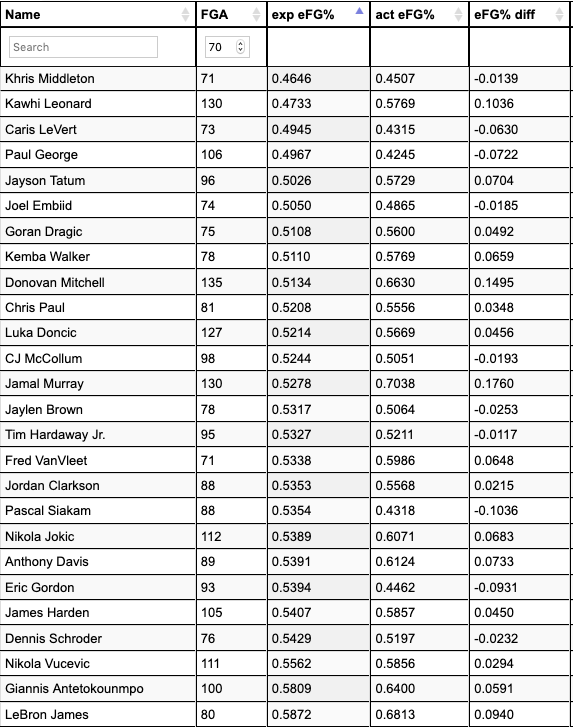 Name FGA exp eFG% act eFG% eFG% diff
Search 70
Khris Middleton 71 0.4646 0.4507 -0.0139
Kawhi Leonard 130 0.4733 0.5769 0.1036
Caris LeVert 73 0.4945 0.4315 -0.0630
Paul George 106 0.4967 0.4245 -0.0722
Jayson Tatum 96 0.5026 0.5729 0.0704
Joel Embiid 74 0.5050 0.4865 -0.0185
Goran Dragic 75 0.5108 0.5600 0.0492
Kemba Walker 78 0.5110 0.5769 0.0659
Donovan Mitchell 135 0.5134 0.6630 0.1495
Chris Paul 81 0.5208 0.5556 0.0348
Luka Doncic 127 0.5214 0.5669 0.0456
CJ McCollum 98 0.5244 0.5051 -0.0193
Jamal Murray 130 0.5278 0.7038 0.1760
Jaylen Brown 78 0.5317 0.5064 -0.0253
Tim Hardaway Jr. 95 0.5327 0.5211 -0.0117
Fred VanVleet 71 0.5338 0.5986 0.0648
Jordan Clarkson 88 0.5353 0.5568 0.0215
Pascal Siakam 88 0.5354 0.4318 -0.1036
Nikola Jokic 112 0.5389 0.6071 0.0683
Anthony Davis 89 0.5391 0.6124 0.0733
Eric Gordon 93 0.5394 0.4462 -0.0931
James Harden 105 0.5407 0.5857 0.0450
Dennis Schroder 76 0.5429 0.5197 -0.0232
Nikola Vucevic 111 0.5562 0.5856 0.0294
Giannis Antetokounmpo 100 0.5809 0.6400 0.0591
LeBron James 80 0.5872 0.6813 0.0940